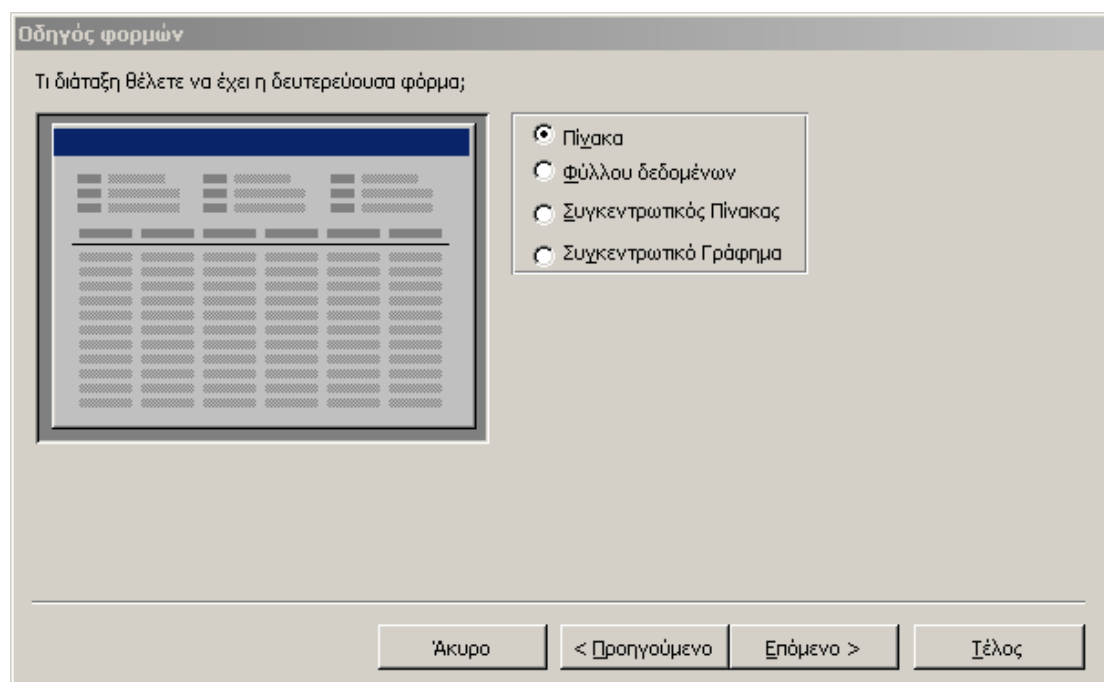 Οδηγός φορμών
Τι διάταξη θέλετε να έχει η δευτερεύουσα φόρμα;
Πίνακα
Φύλλου δεδομένων
Συγκεντρωτικός Πίνακας
Συγκεντρωτικό Γράφημα
Άκυρο
< Προηγούμενο
Επόμενο >
Τέλος